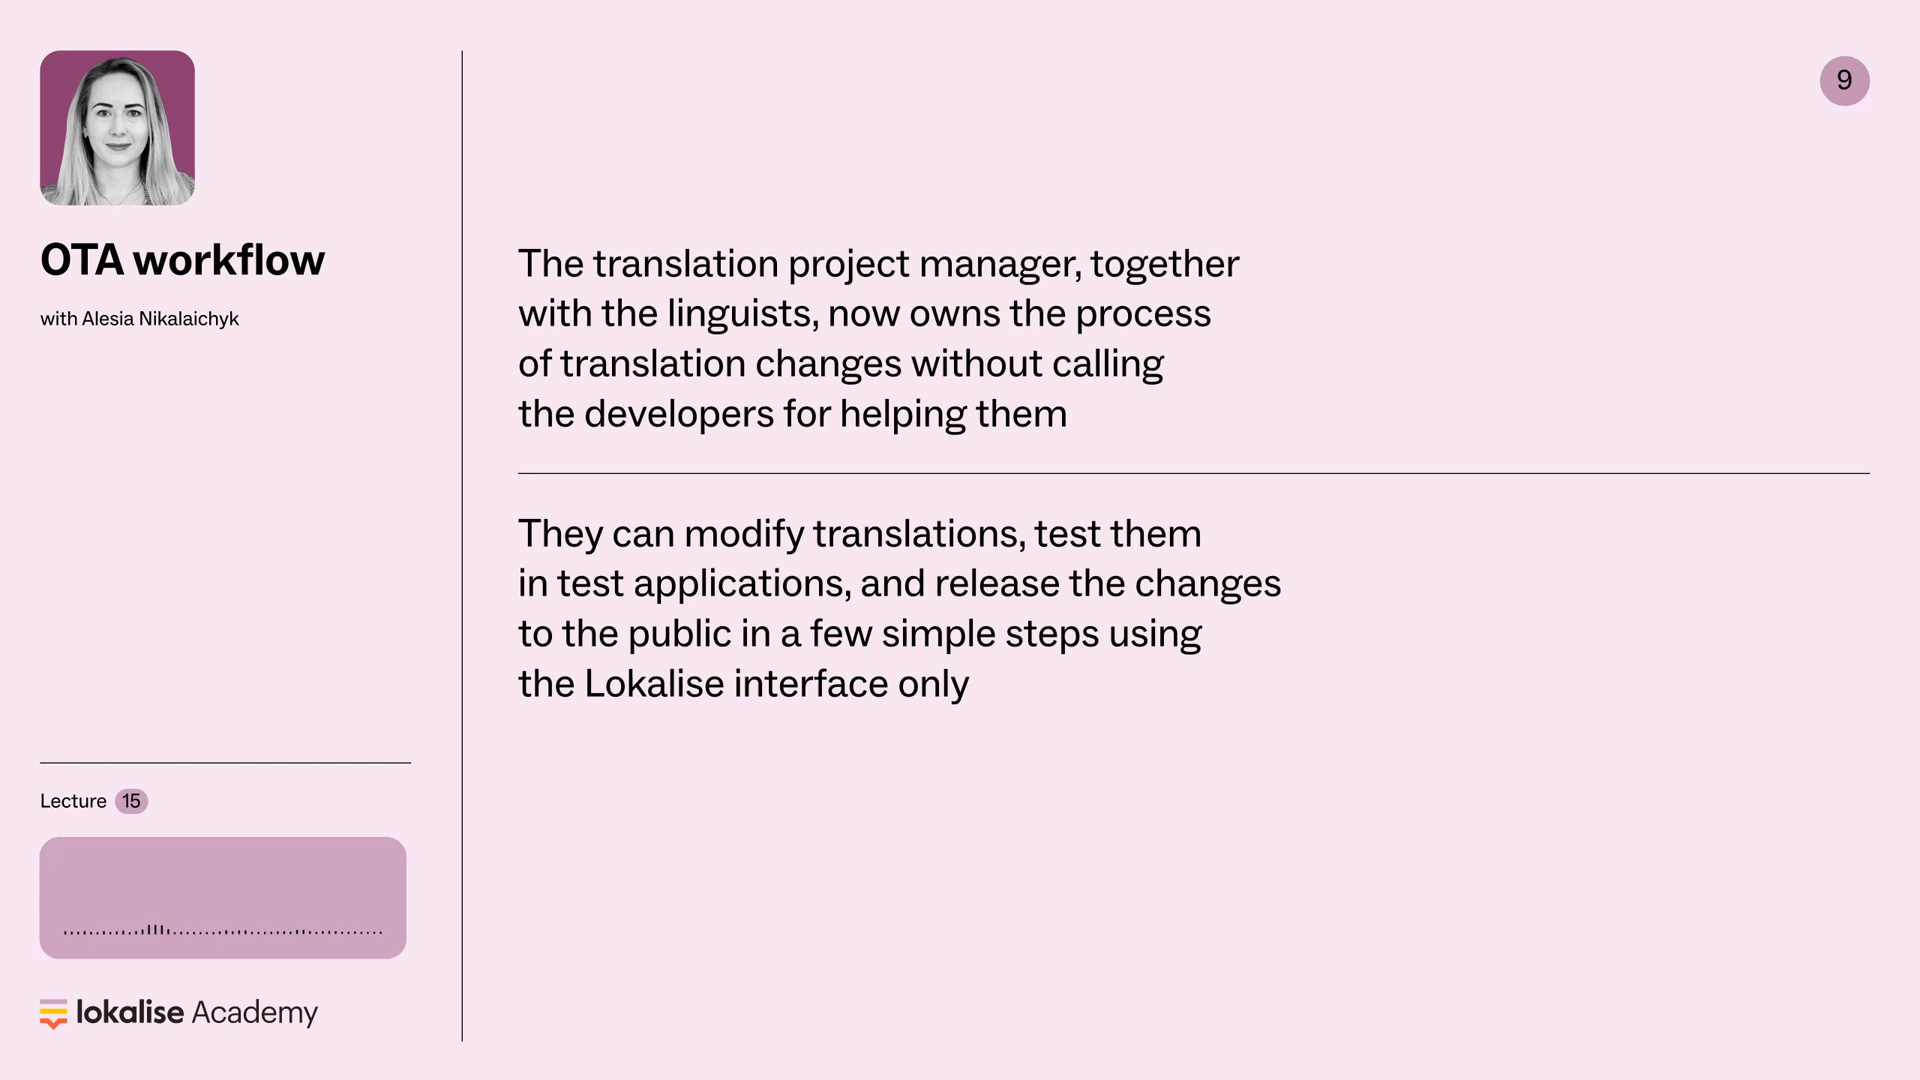 OTA workflow
with Alesia Nikalaichyk
Lecture 15
lokalise Academy
9
The translation project manager, together
with the linguists, now owns the process
of translation changes without calling
the developers for helping them
They can modify translations, test them
in test applications, and release the changes
to the public in a few simple steps using
the Lokalise interface only